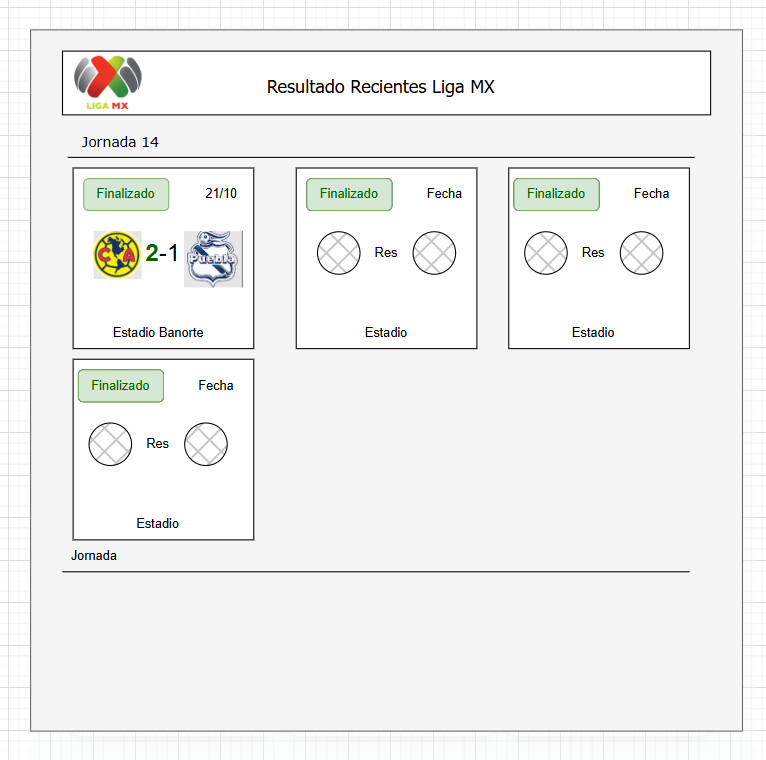 LIGA MX
Resultado Recientes Liga MX
Jornada 14
Finalizado 21/10
CA 2-1 Puebla
Estadio Banorte
Finalizado Fecha
Res
Estadio
Finalizado Fecha
Res
Estadio
Finalizado Fecha
Res
Estadio
Jornada